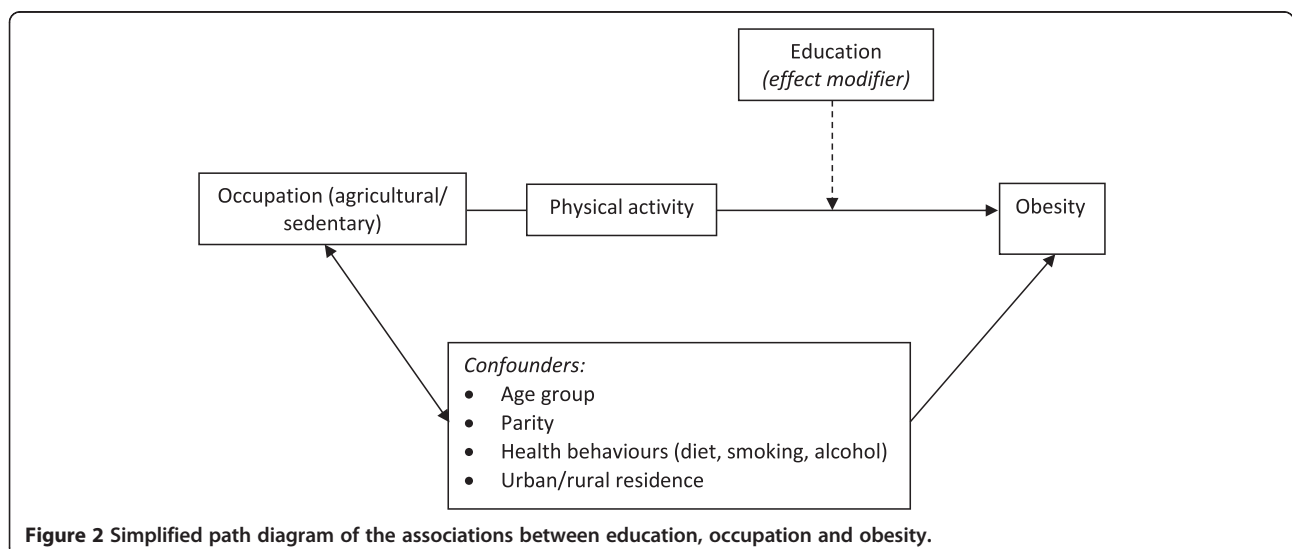 Education
(effect modifier)
Occupation (agricultural/
sedentary)
Physical activity
Obesity
Confounders:
• Age group
• Parity
• Health behaviours (diet, smoking, alcohol)
• Urban/rural residence
Figure 2 Simplified path diagram of the associations between education, occupation and obesity.